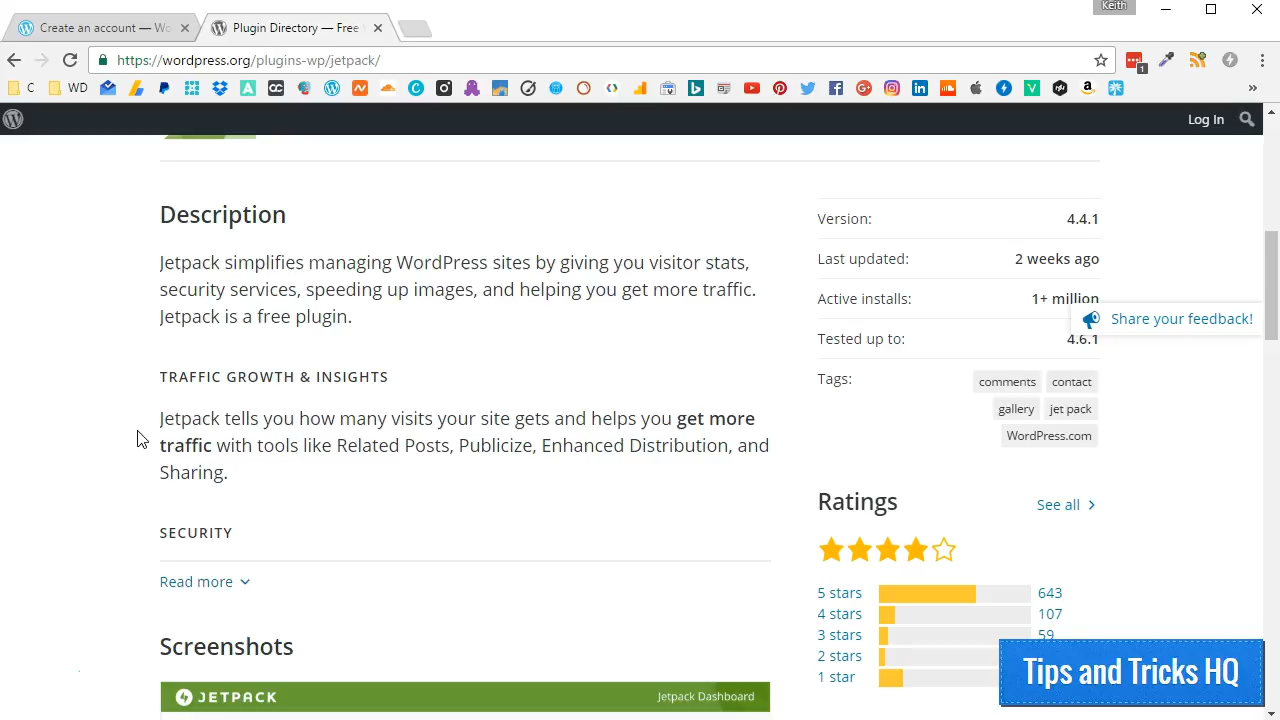 Keith
Create an account — Wo
Plugin Directory — Free
https://wordpress.org/plugins-wp/jetpack/
C
WD
Log In
Description
Jetpack simplifies managing WordPress sites by giving you visitor stats,
security services, speeding up images, and helping you get more traffic.
Jetpack is a free plugin.
TRAFFIC GROWTH & INSIGHTS
Jetpack tells you how many visits your site gets and helps you get more
traffic with tools like Related Posts, Publicize, Enhanced Distribution, and
Sharing.
SECURITY
Read more
Screenshots
JETPACK
Jetpack Dashboard
Version: 4.4.1
Last updated: 2 weeks ago
Active installs: 1+ million
Share your feedback!
Tested up to: 4.6.1
Tags: comments contact
gallery jet pack
WordPress.com
Ratings See all
5 stars 643
4 stars 107
3 stars 59
2 stars
1 star
Tips and Tricks HQ